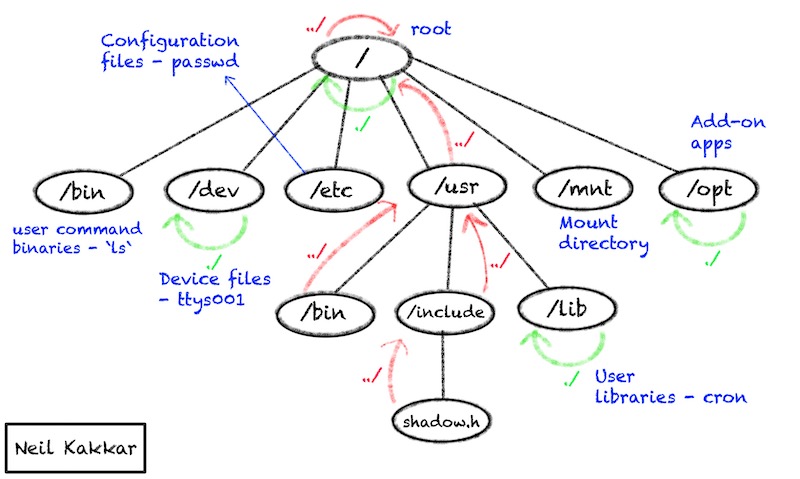 ../
root
Configuration
files - passwd
/
./
../
Add-on
apps
/bin
/dev
/etc
/usr
/mnt
/opt
user command
binaries - `ls`
./
Device files
- ttys001
Mount
directory
./
../
../
/bin
/include
/lib
../
./
User
libraries - cron
shadow.h
Neil Kakkar